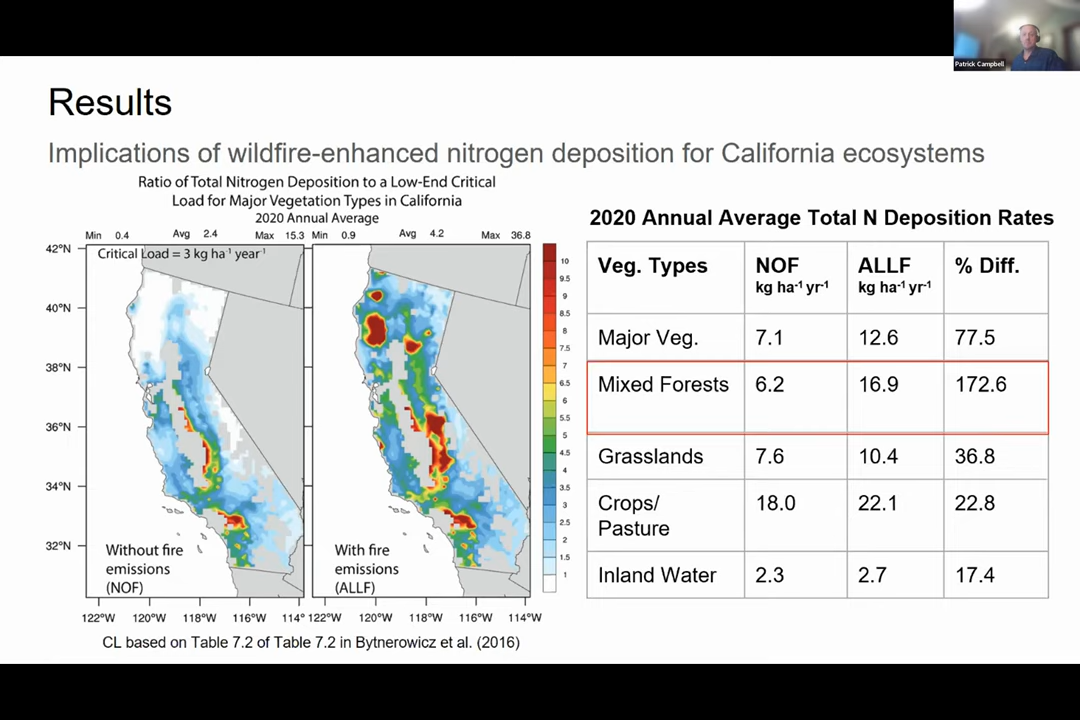 Patrick Campbell
Results
Implications of wildfire-enhanced nitrogen deposition for California ecosystems
Ratio of Total Nitrogen Deposition to a Low-End Critical
Load for Major Vegetation Types in California
2020 Annual Average
Min 0.4 Avg 2.4 Max 15.3 Min 0.9 Avg 4.2 Max 36.8
Critical Load = 3 kg ha⁻¹ year⁻¹
42°N
40°N
38°N
36°N
34°N
32°N
Without fire
emissions
(NOF)
With fire
emissions
(ALLF)
122°W 120°W 118°W 116°W 114° 122°W 120°W 118°W 116°W 114°W
10
9.5
9
8.5
8
7.5
7
6.5
6
5.5
5
4.5
4
3.5
3
2.5
2
1.5
1
CL based on Table 7.2 of Table 7.2 in Bytnerowicz et al. (2016)
2020 Annual Average Total N Deposition Rates
Veg. Types NOF ALLF % Diff.
kg ha⁻¹ yr⁻¹ kg ha⁻¹ yr⁻¹
Major Veg. 7.1 12.6 77.5
Mixed Forests 6.2 16.9 172.6
Grasslands 7.6 10.4 36.8
Crops/ 18.0 22.1 22.8
Pasture
Inland Water 2.3 2.7 17.4